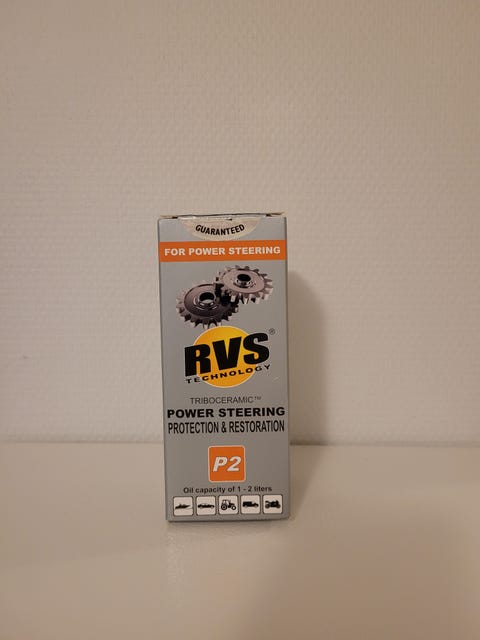 GUARANTEED
FOR POWER STEERING
RVS®
TECHNOLOGY
TRIBOCERAMIC™
POWER STEERING
PROTECTION & RESTORATION
P2
Oil capacity of 1 - 2 liters